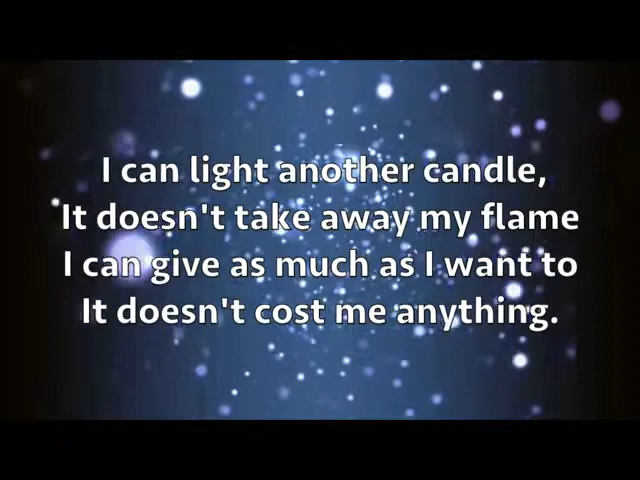 I can light another candle,
It doesn't take away my flame
I can give as much as I want to
It doesn't cost me anything.